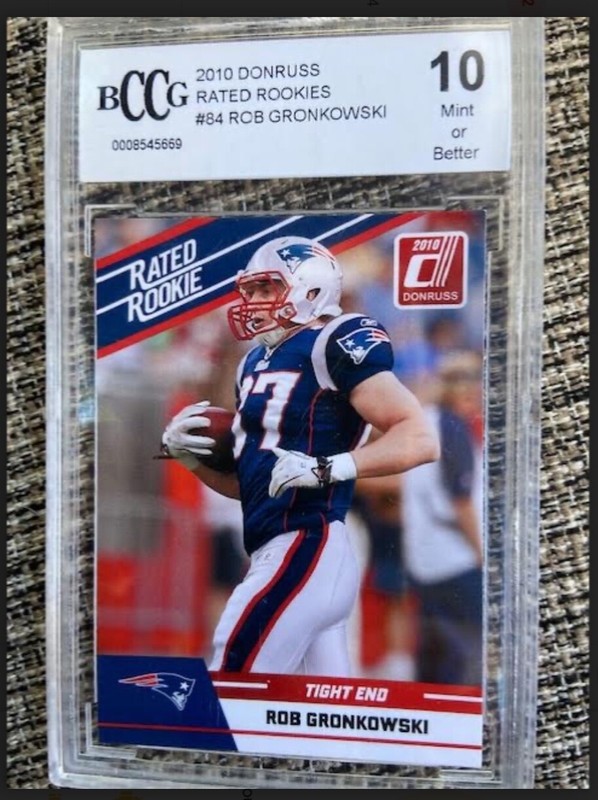 BCCG
2010 DONRUSS
RATED ROOKIES
#84 ROB GRONKOWSKI
0008545669
10
Mint
or
Better
RATED
ROOKIE
2010
d
DONRUSS
87
TIGHT END
ROB GRONKOWSKI